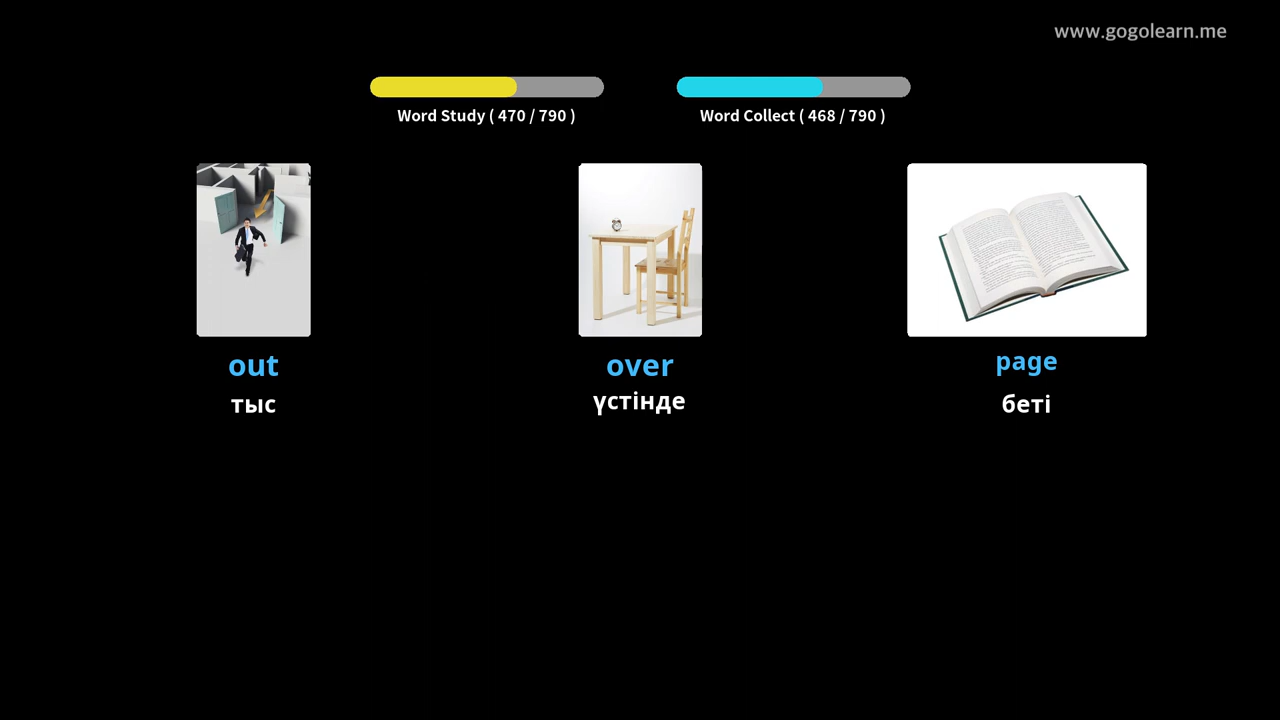 www.gogolearn.me
Word Study ( 470 / 790 )
Word Collect ( 468 / 790 )
out
over
page
тыс
үстінде
беті